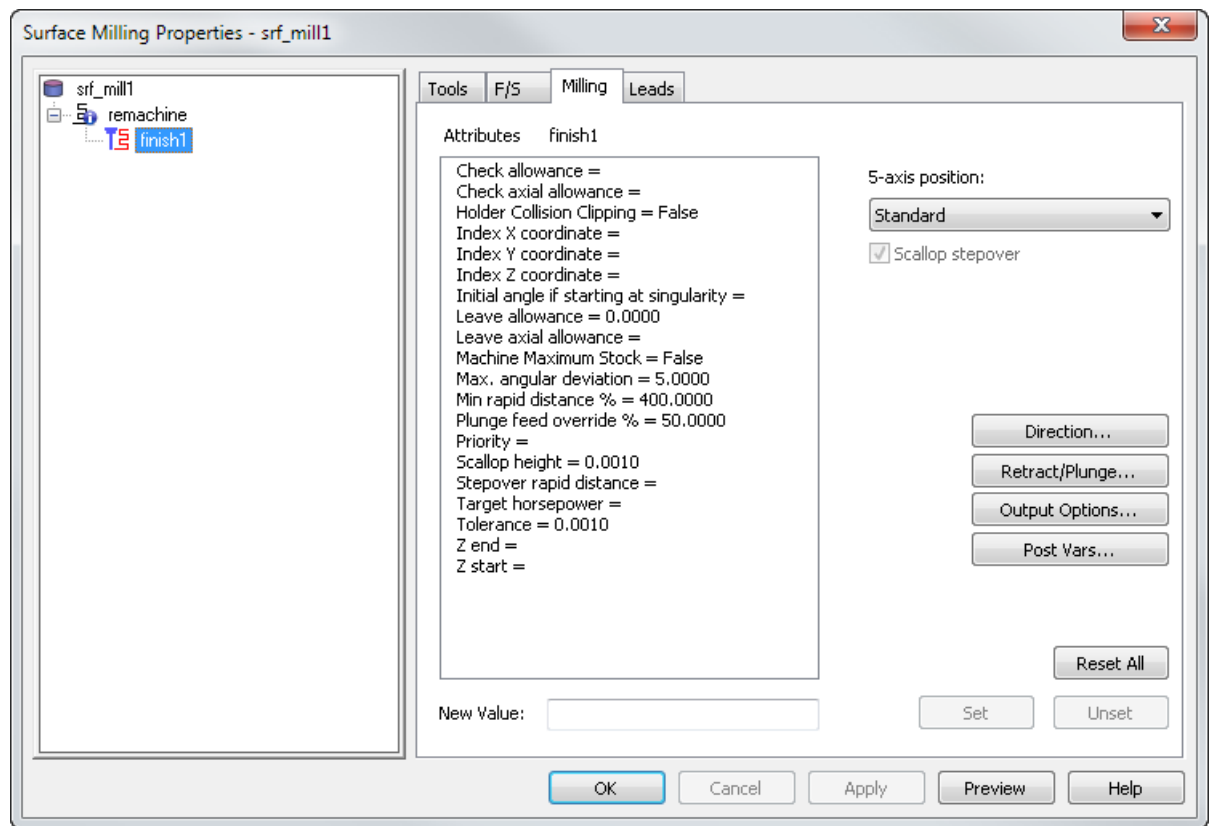 Surface Milling Properties - srf_mill1
srf_mill1
remachine
finish1
Tools F/S Milling Leads
Attributes finish1
Check allowance =
Check axial allowance =
Holder Collision Clipping = False
Index X coordinate =
Index Y coordinate =
Index Z coordinate =
Initial angle if starting at singularity =
Leave allowance = 0.0000
Leave axial allowance =
Machine Maximum Stock = False
Max. angular deviation = 5.0000
Min rapid distance % = 400.0000
Plunge feed override % = 50.0000
Priority =
Scallop height = 0.0010
Stepover rapid distance =
Target horsepower =
Tolerance = 0.0010
Z end =
Z start =
5-axis position:
Standard
Scallop stepover
Direction...
Retract/Plunge...
Output Options...
Post Vars...
Reset All
New Value:
Set Unset
OK Cancel Apply Preview Help